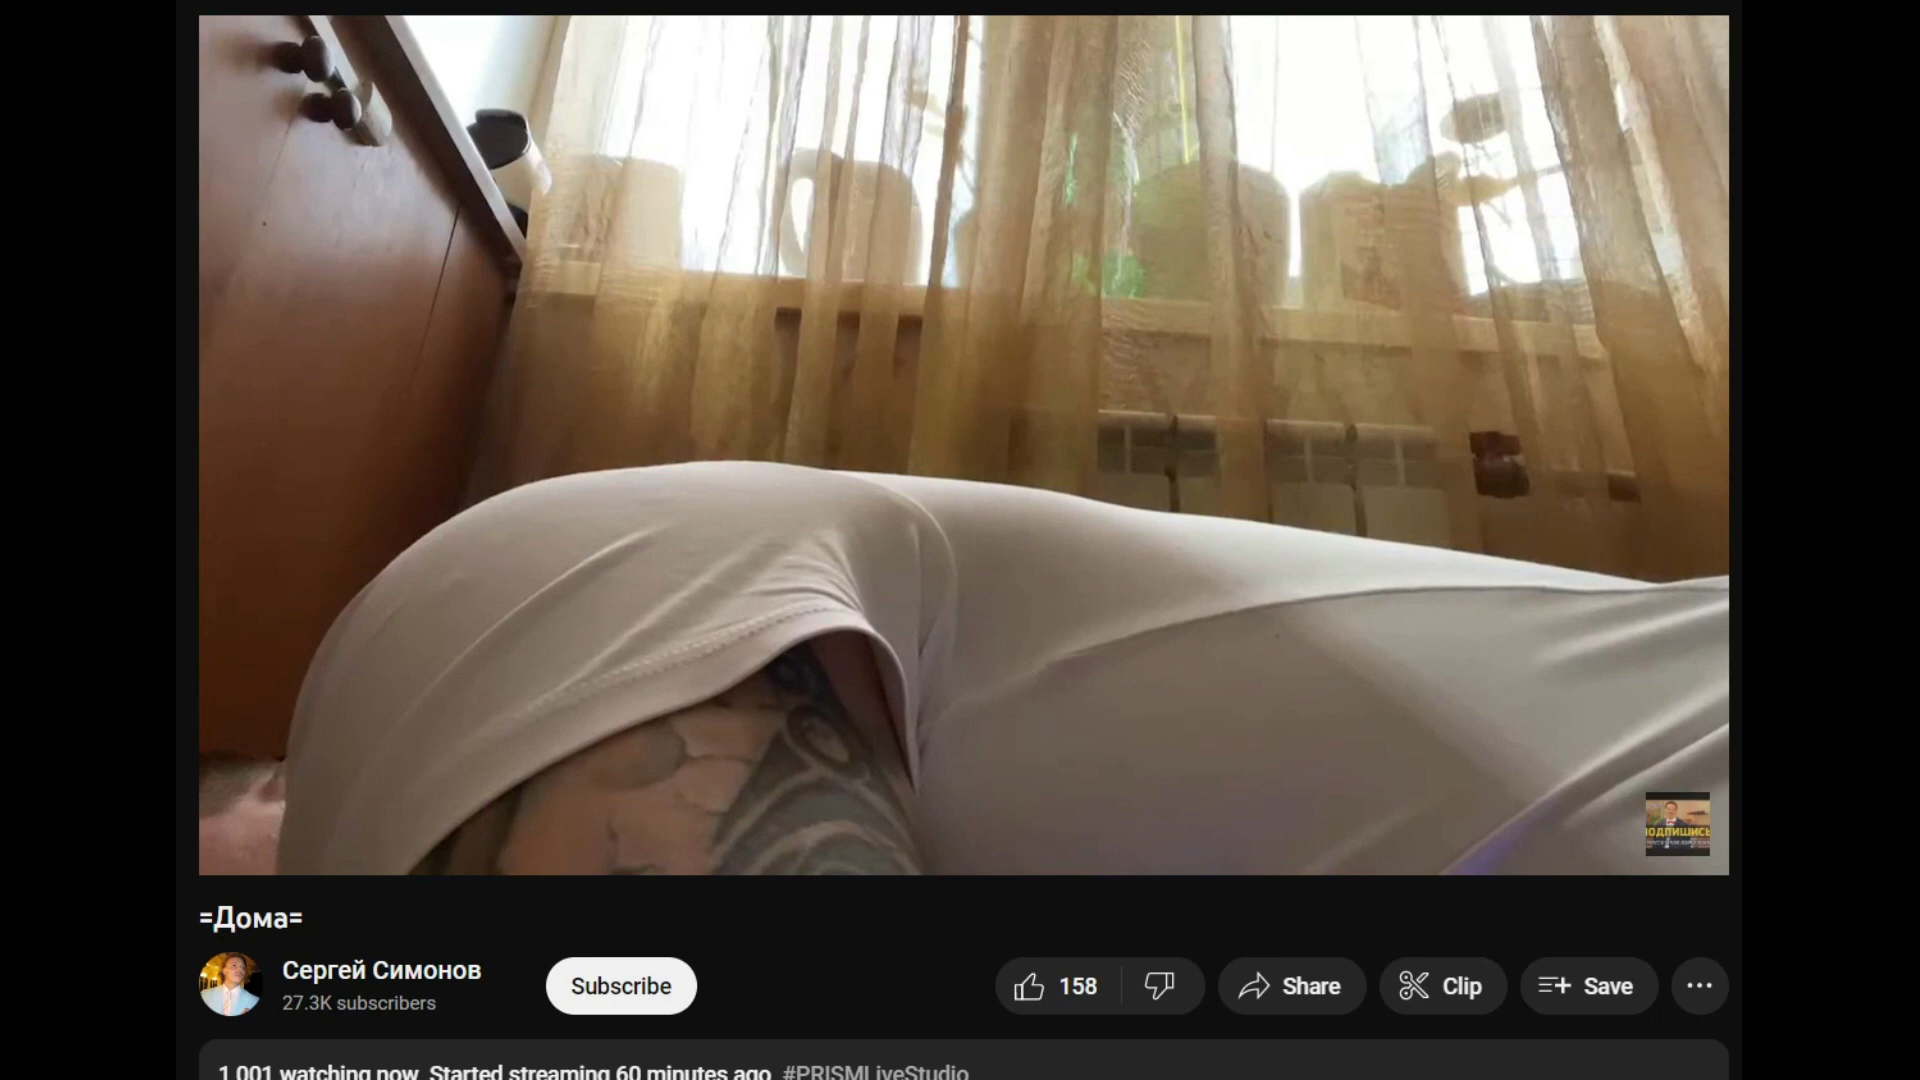 ПОДПИШИСЬ
=Дома=
Сергей Симонов
27.3K subscribers
Subscribe
158
Share
Clip
Save
1,001 watching now Started streaming 60 minutes ago #PRISMLiveStudio